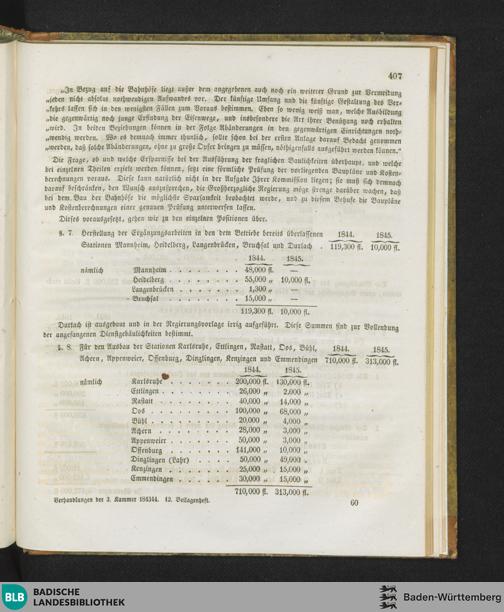 407
„In Bezug auf die Bahnhöfe liegt außer dem angegebenen auch noch ein weiterer Grund zur Vermeidung
„jeden nicht absolut nothwendigen Aufwandes vor. Der künftige Umfang und die künftige Gestaltung des Ver-
„kehrs lassen sich in den wenigsten Fällen zum Voraus bestimmen. Eben so wenig weiß man, welche Ausbildung
„die gegenwärtig noch junge Erfindung der Eisenwege, und insbesondere die Art ihrer Benützung noch erhalten
„wird. In beiden Beziehungen können in der Folge Abänderungen in den gegenwärtigen Einrichtungen noth-
„wendig werden. Wo es demnach immer thunlich, sollte schon bei der ersten Anlage darauf Bedacht genommen
„werden, daß solche Abänderungen, ohne zu große Opfer bringen zu müssen, nöthigenfalls ausgeführt werden können.“
Die Frage, ob und welche Ersparnisse bei der Ausführung der fraglichen Baulichkeiten überhaupt, und welche
bei einzelnen Theilen erzielt werden können, setzt eine förmliche Prüfung der vorliegenden Baupläne und Kosten-
berechnungen voraus. Diese kann natürlich nicht in der Aufgabe Ihrer Kommission liegen; sie muß sich demnach
darauf beschränken, den Wunsch auszusprechen, die Großherzogliche Regierung möge strenge darüber wachen, daß
bei dem Bau der Bahnhöfe die möglichste Sparsamkeit beobachtet werde, und zu diesem Behufe die Baupläne
und Kostenberechnungen einer genauen Prüfung unterwerfen lassen.
Dieses vorausgesetzt, gehen wir zu den einzelnen Positionen über.
§. 7. Herstellung der Ergänzungsarbeiten in den dem Betriebe bereits überlassenen 1844. 1845.
Stationen Mannheim, Heidelberg, Langenbrücken, Bruchsal und Durlach . 119,300 fl. 10,000 fl.
1844. 1845.
nämlich Mannheim . . . . . . . . 48,000 fl. —
Heidelberg . . . . . . . . 55,000 „ 10,000 fl.
Langenbrücken . . . . . . . 1,300 „ —
Bruchsal . . . . . . . . 15,000 „ —
119,300 fl. 10,000 fl.
Durlach ist ausgebaut und in der Regierungsvorlage irrig aufgeführt. Diese Summen sind zur Vollendung
der angefangenen Dienstgebäulichkeiten bestimmt.
§. 8. Für den Ausbau der Stationen Karlsruhe, Ettlingen, Rastatt, Oos, Bühl, 1844. 1845.
Achern, Appenweier, Offenburg, Dinglingen, Kenzingen und Emmendingen 710,000 fl. 313,000 fl.
1844. 1845.
nämlich Karlsruhe . . . . . . . 200,000 fl. 130,000 fl.
Ettlingen . . . . . . . . 26,000 „ 2,000 „
Rastatt . . . . . . . . 40,000 „ 14,000 „
Oos . . . . . . . . . 100,000 „ 68,000 „
Bühl . . . . . . . . . 20,000 „ 4,000 „
Achern . . . . . . . . 28,000 „ 3,000 „
Appenweier . . . . . . . 50,000 „ 3,000 „
Offenburg . . . . . . . 141,000 „ 10,000 „
Dinglingen (Lahr) . . . . 50,000 „ 49,000 „
Kenzingen . . . . . . . 25,000 „ 15,000 „
Emmendingen . . . . . . 30,000 „ 15,000 „
710,000 fl. 313,000 fl.
Verhandlungen der 2. Kammer 184344. 12. Beilagenheft. 60
BLB BADISCHE
LANDESBIBLIOTHEK
Baden-Württemberg